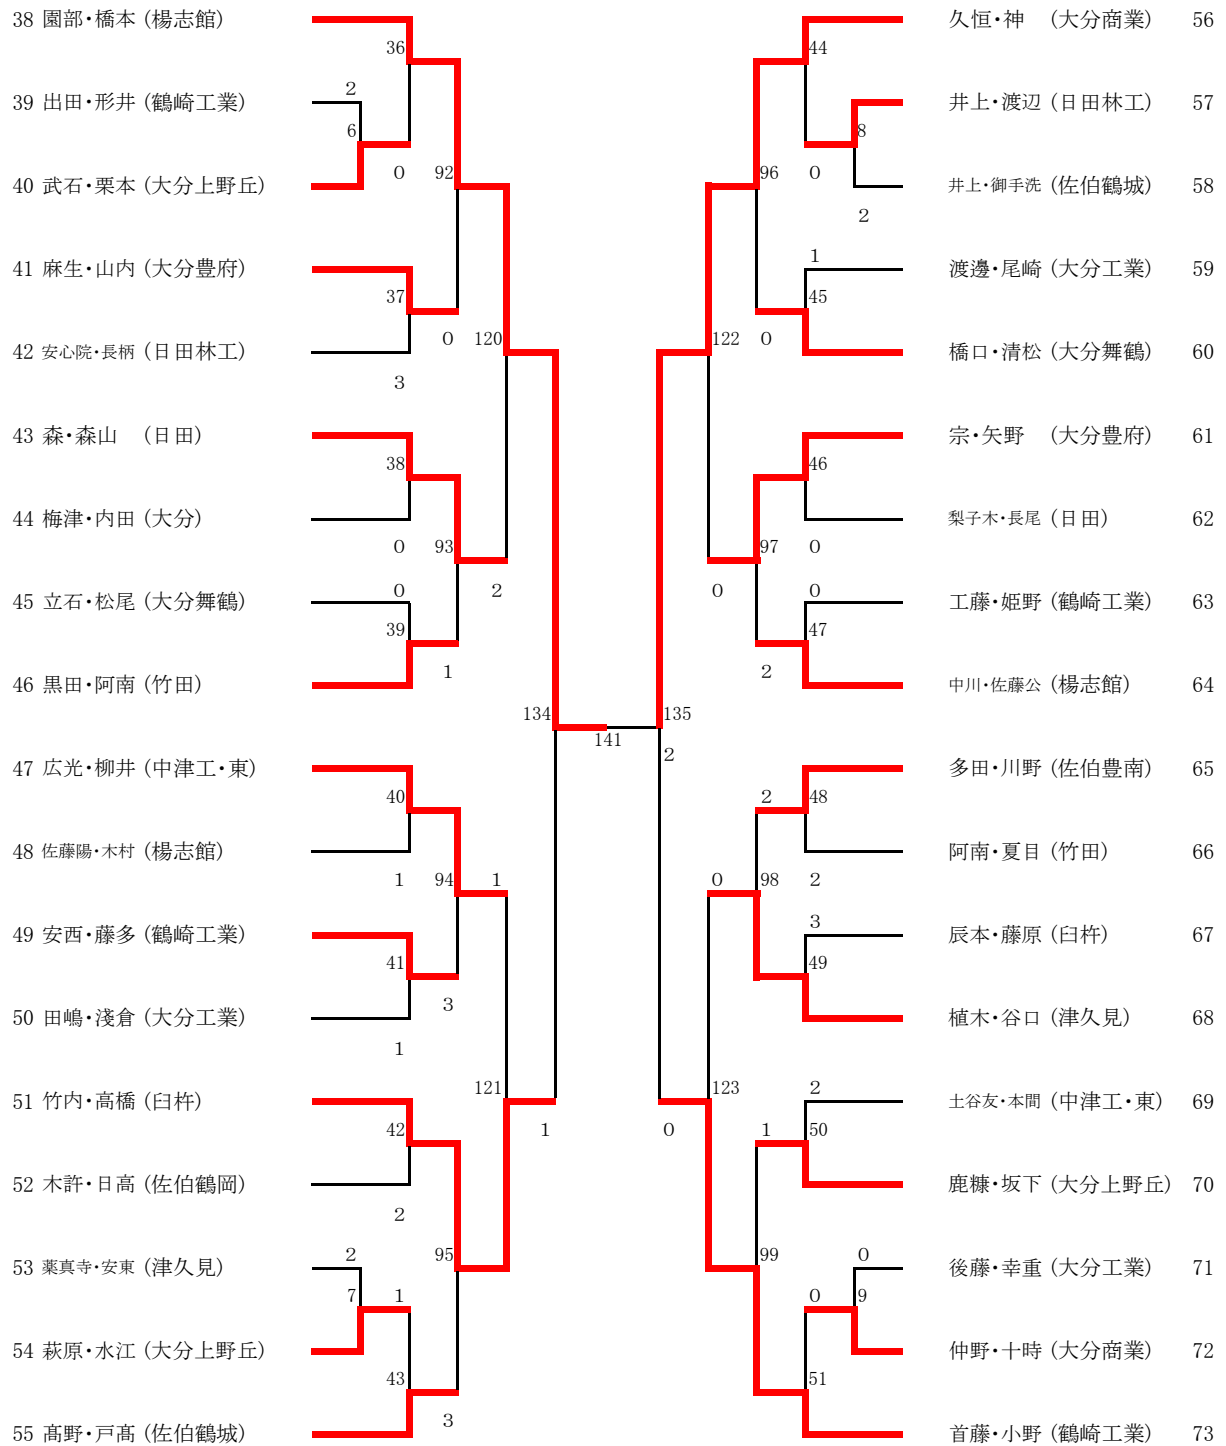 38 園部・橋本 (楊志館)
久恒・神 (大分商業) 56
36
44
2
39 出田・形井 (鶴崎工業)
井上・渡辺 (日田林工) 57
6
8
0
92
96
0
40 武石・栗本 (大分上野丘)
井上・御手洗 (佐伯鶴城) 58
2
1
41 麻生・山内 (大分豊府)
渡邊・尾崎 (大分工業) 59
37
45
0
120
122
0
42 安心院・長柄 (日田林工)
橋口・清松 (大分舞鶴) 60
3
43 森・森山 (日田)
宗・矢野 (大分豊府) 61
38
46
44 梅津・内田 (大分)
梨子木・長尾 (日田) 62
0
93
97
0
0
2
0
0
45 立石・松尾 (大分舞鶴)
工藤・姫野 (鶴崎工業) 63
39
47
1
2
46 黒田・阿南 (竹田)
中川・佐藤公 (楊志館) 64
134
135
141
2
47 広光・柳井 (中津工・東)
多田・川野 (佐伯豊南) 65
40
2
48
48 佐藤陽・木村 (楊志館)
阿南・夏目 (竹田) 66
1
94
1
0
98
2
3
49 安西・藤多 (鶴崎工業)
辰本・藤原 (臼杵) 67
41
49
3
50 田嶋・淺倉 (大分工業)
植木・谷口 (津久見) 68
1
121
123
2
51 竹内・高橋 (臼杵)
土谷友・本間 (中津工・東) 69
42
1
0
1
50
52 木許・日高 (佐伯鶴岡)
鹿糠・坂下 (大分上野丘) 70
2
2
95
99
0
53 薬真寺・安東 (津久見)
後藤・幸重 (大分工業) 71
7
1
0
9
54 萩原・水江 (大分上野丘)
仲野・十時 (大分商業) 72
43
51
3
55 髙野・戸髙 (佐伯鶴城)
首藤・小野 (鶴崎工業) 73